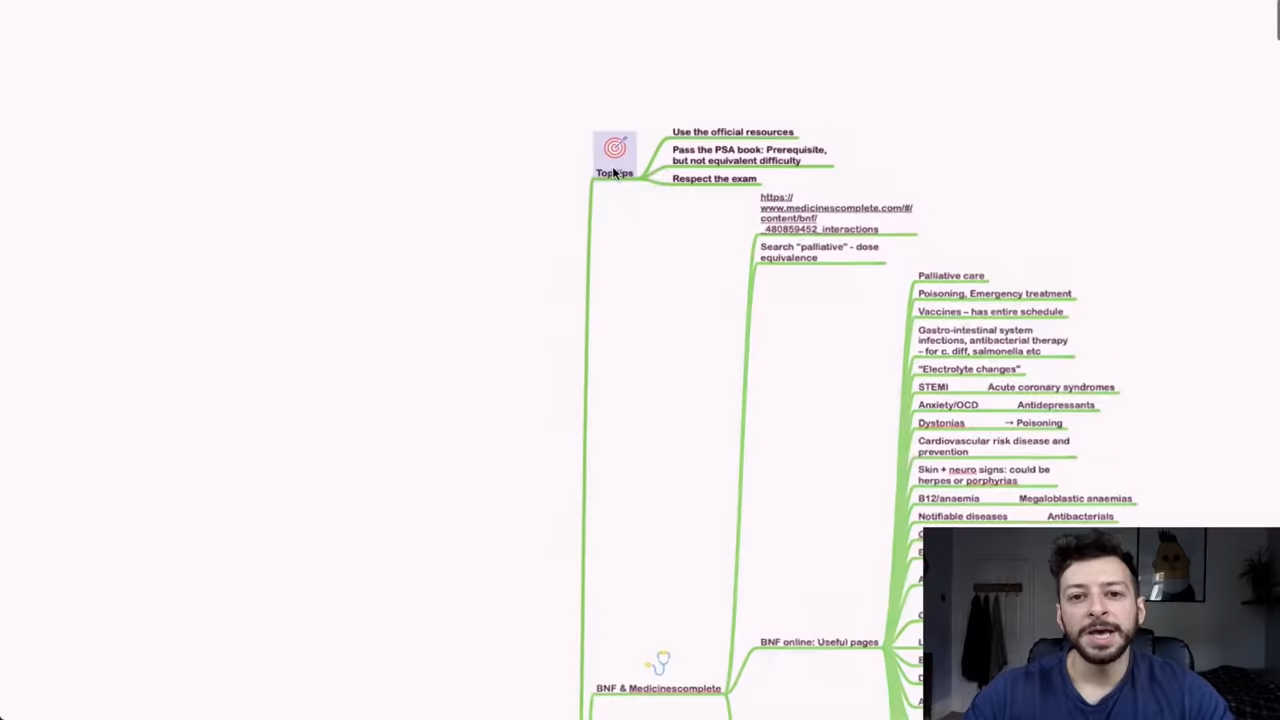 Use the official resources
Pass the PSA book: Prerequisite,
but not equivalent difficulty
Top tips
Respect the exam
https://
www.medicinescomplete.com/#/
content/bnf/
_480859452_interactions
Search "palliative" - dose
equivalence
Palliative care
Poisoning, Emergency treatment
Vaccines – has entire schedule
Gastro-intestinal system
infections, antibacterial therapy
– for c. diff, salmonella etc
"Electrolyte changes"
STEMI Acute coronary syndromes
Anxiety/OCD Antidepressants
Dystonias → Poisoning
Cardiovascular risk disease and
prevention
Skin + neuro signs: could be
herpes or porphyrias
B12/anaemia Megaloblastic anaemias
Notifiable diseases Antibacterials
BNF online: Useful pages
BNF & Medicinescomplete